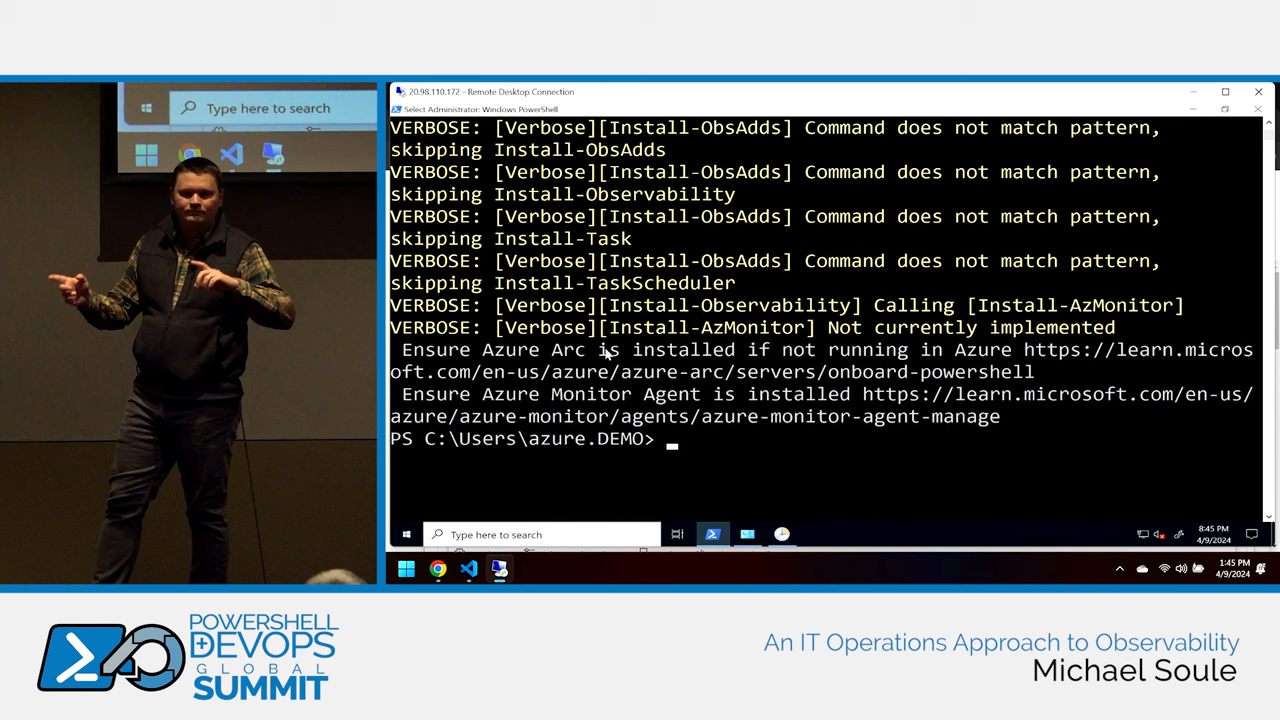 Type here to search
20.98.110.172 - Remote Desktop Connection
Select Administrator: Windows PowerShell
VERBOSE: [Verbose][Install-ObsAdds] Command does not match pattern,
skipping Install-ObsAdds
VERBOSE: [Verbose][Install-ObsAdds] Command does not match pattern,
skipping Install-Observability
VERBOSE: [Verbose][Install-ObsAdds] Command does not match pattern,
skipping Install-Task
VERBOSE: [Verbose][Install-ObsAdds] Command does not match pattern,
skipping Install-TaskScheduler
VERBOSE: [Verbose][Install-Observability] Calling [Install-AzMonitor]
VERBOSE: [Verbose][Install-AzMonitor] Not currently implemented
Ensure Azure Arc is installed if not running in Azure https://learn.micros
oft.com/en-us/azure/azure-arc/servers/onboard-powershell
Ensure Azure Monitor Agent is installed https://learn.microsoft.com/en-us/
azure/azure-monitor/agents/azure-monitor-agent-manage
PS C:\Users\azure.DEMO>
Type here to search
8:45 PM
4/9/2024
1:45 PM
4/9/2024
POWERSHELL
DEVOPS
GLOBAL
SUMMIT
An IT Operations Approach to Observability
Michael Soule